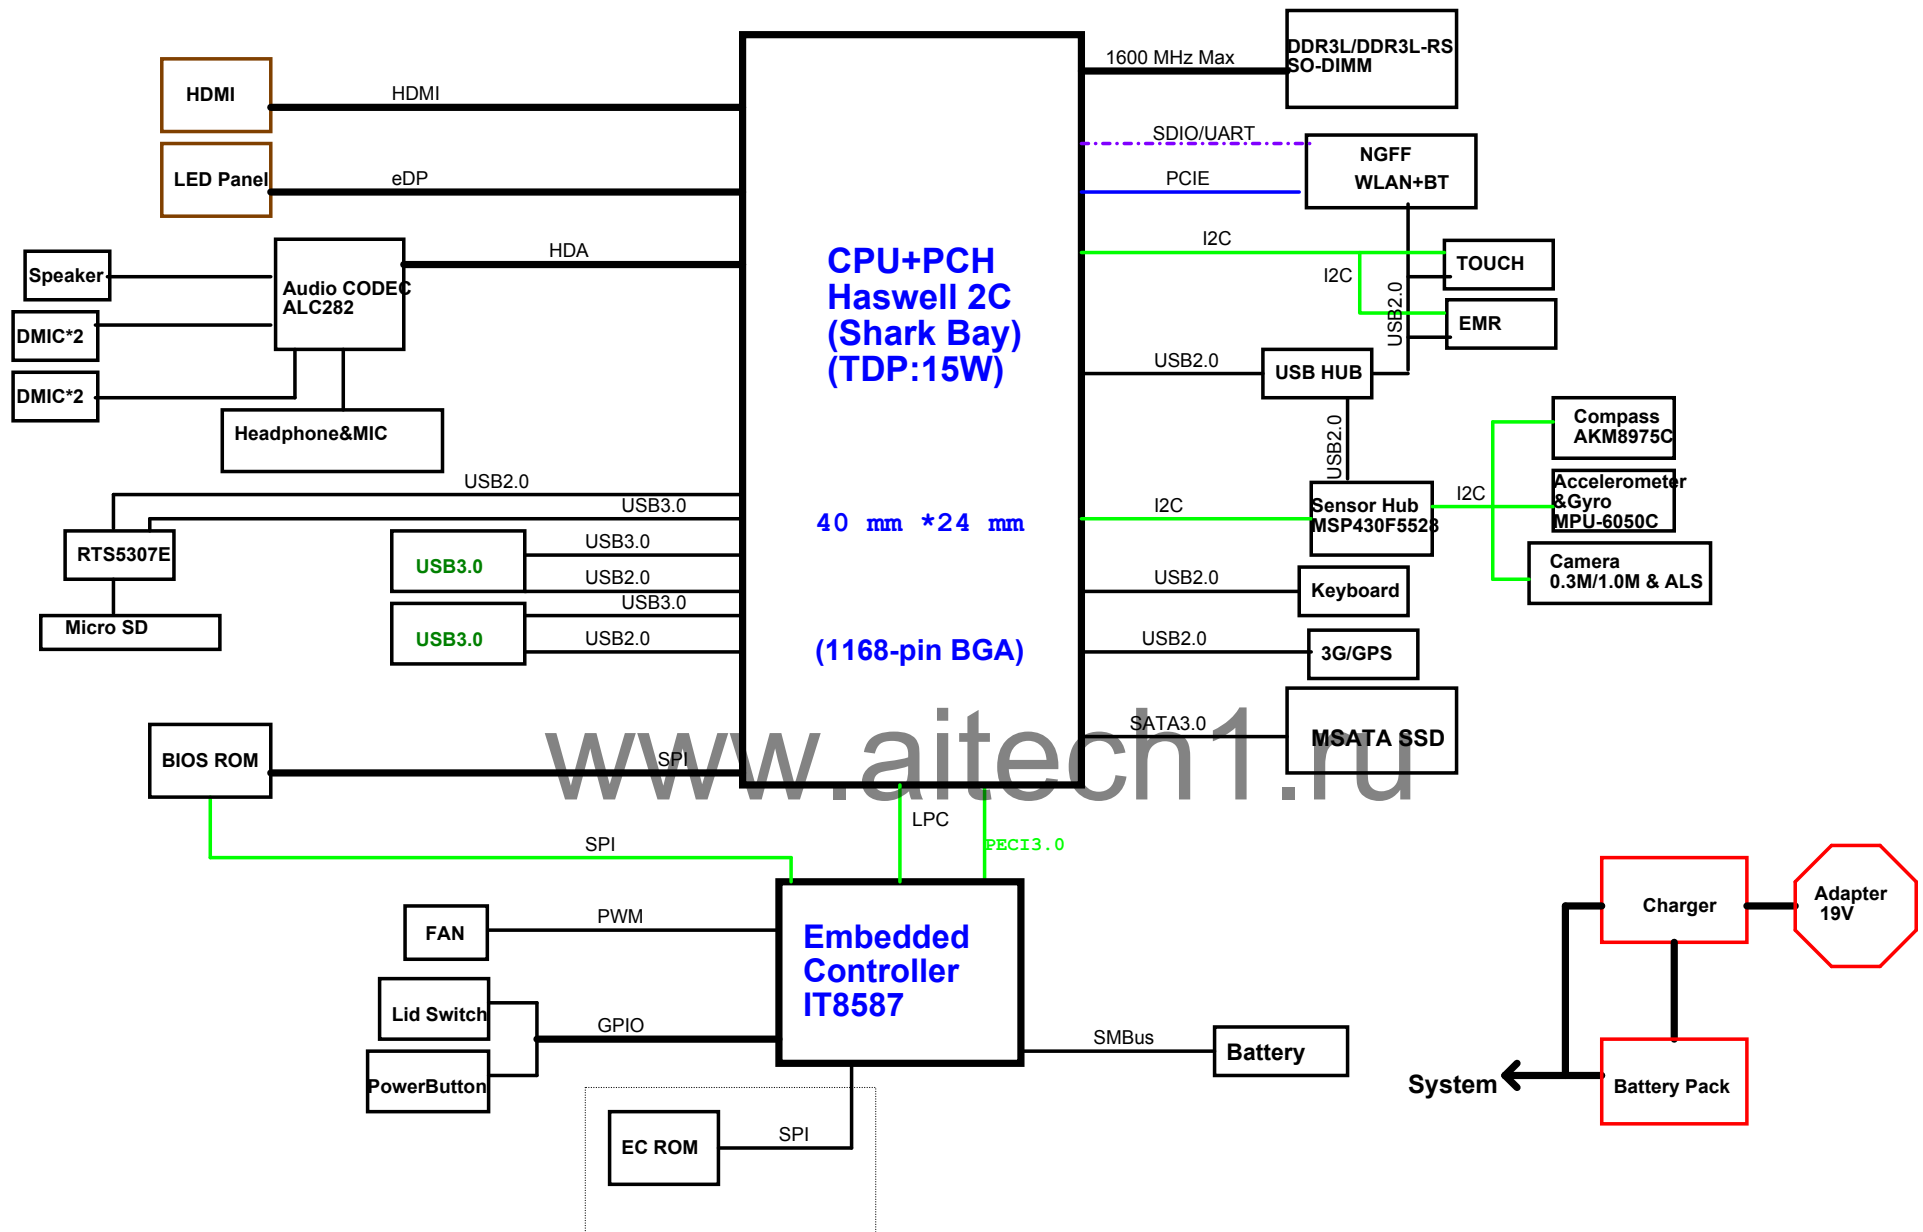 DDR3L/DDR3L-RS
SO-DIMM
1600 MHz Max
HDMI
HDMI
LED Panel
eDP
SDIO/UART
NGFF
WLAN+BT
PCIE
Speaker
DMIC*2
DMIC*2
Audio CODEC
ALC282
HDA
Headphone&MIC
CPU+PCH
Haswell 2C
(Shark Bay)
(TDP:15W)
40 mm *24 mm
(1168-pin BGA)
I2C
I2C
TOUCH
EMR
USB2.0
USB2.0
USB HUB
USB2.0
Compass
AKM8975C
Accelerometer
&Gyro
MPU-6050C
Camera
0.3M/1.0M & ALS
I2C
Sensor Hub
MSP430F5528
I2C
USB2.0
USB3.0
RTS5307E
Micro SD
USB3.0
USB3.0
USB2.0
USB3.0
USB3.0
USB2.0
USB2.0
Keyboard
USB2.0
3G/GPS
SATA3.0
MSATA SSD
www.aitech1.ru
BIOS ROM
SPI
SPI
LPC
PECI3.0
FAN
PWM
Lid Switch
PowerButton
GPIO
Embedded
Controller
IT8587
SMBus
Battery
EC ROM
SPI
Charger
Adapter
19V
System
Battery Pack